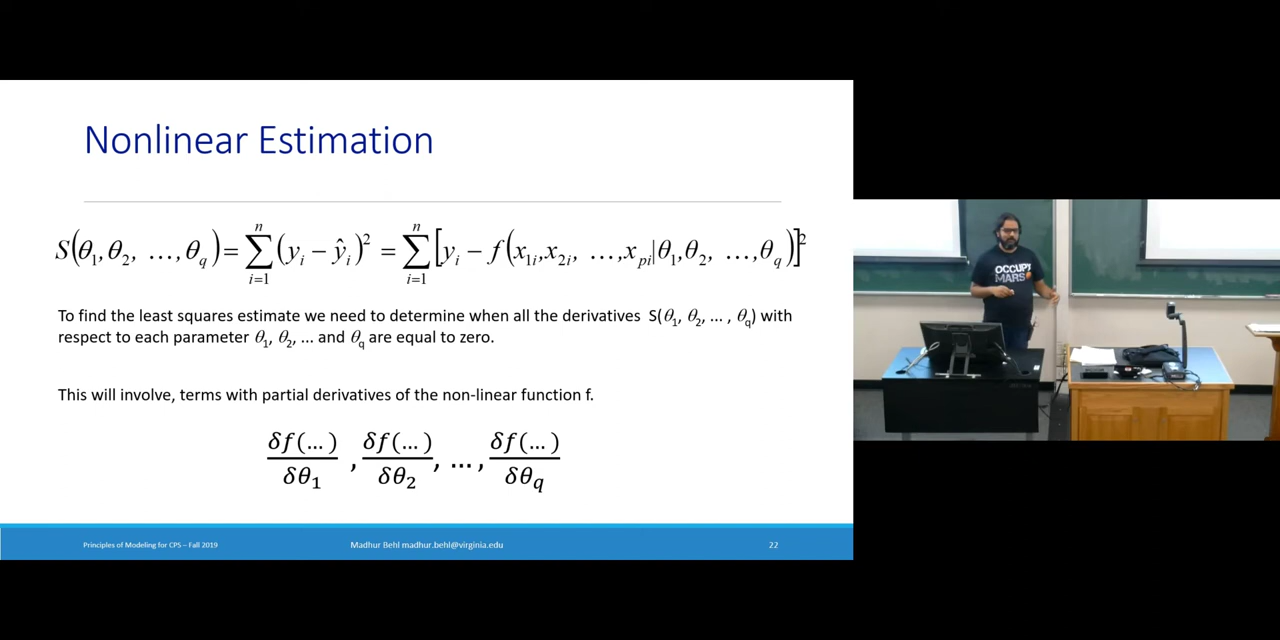 Nonlinear Estimation
S(θ₁,θ₂, …,θq) = ∑ⁿᵢ₌₁ (yᵢ − ŷᵢ)² = ∑ⁿᵢ₌₁ [yᵢ − f(x₁ᵢ,x₂ᵢ, …,xpᵢ|θ₁,θ₂, …,θq)]²
To find the least squares estimate we need to determine when all the derivatives S(θ₁, θ₂, … , θq) with
respect to each parameter θ₁, θ₂, … and θq are equal to zero.
This will involve, terms with partial derivatives of the non-linear function f.
δf(…)/δθ₁ , δf(…)/δθ₂ , … , δf(…)/δθq
Principles of Modeling for CPS – Fall 2019
Madhur Behl madhur.behl@virginia.edu
22
OCCUPY
MARS